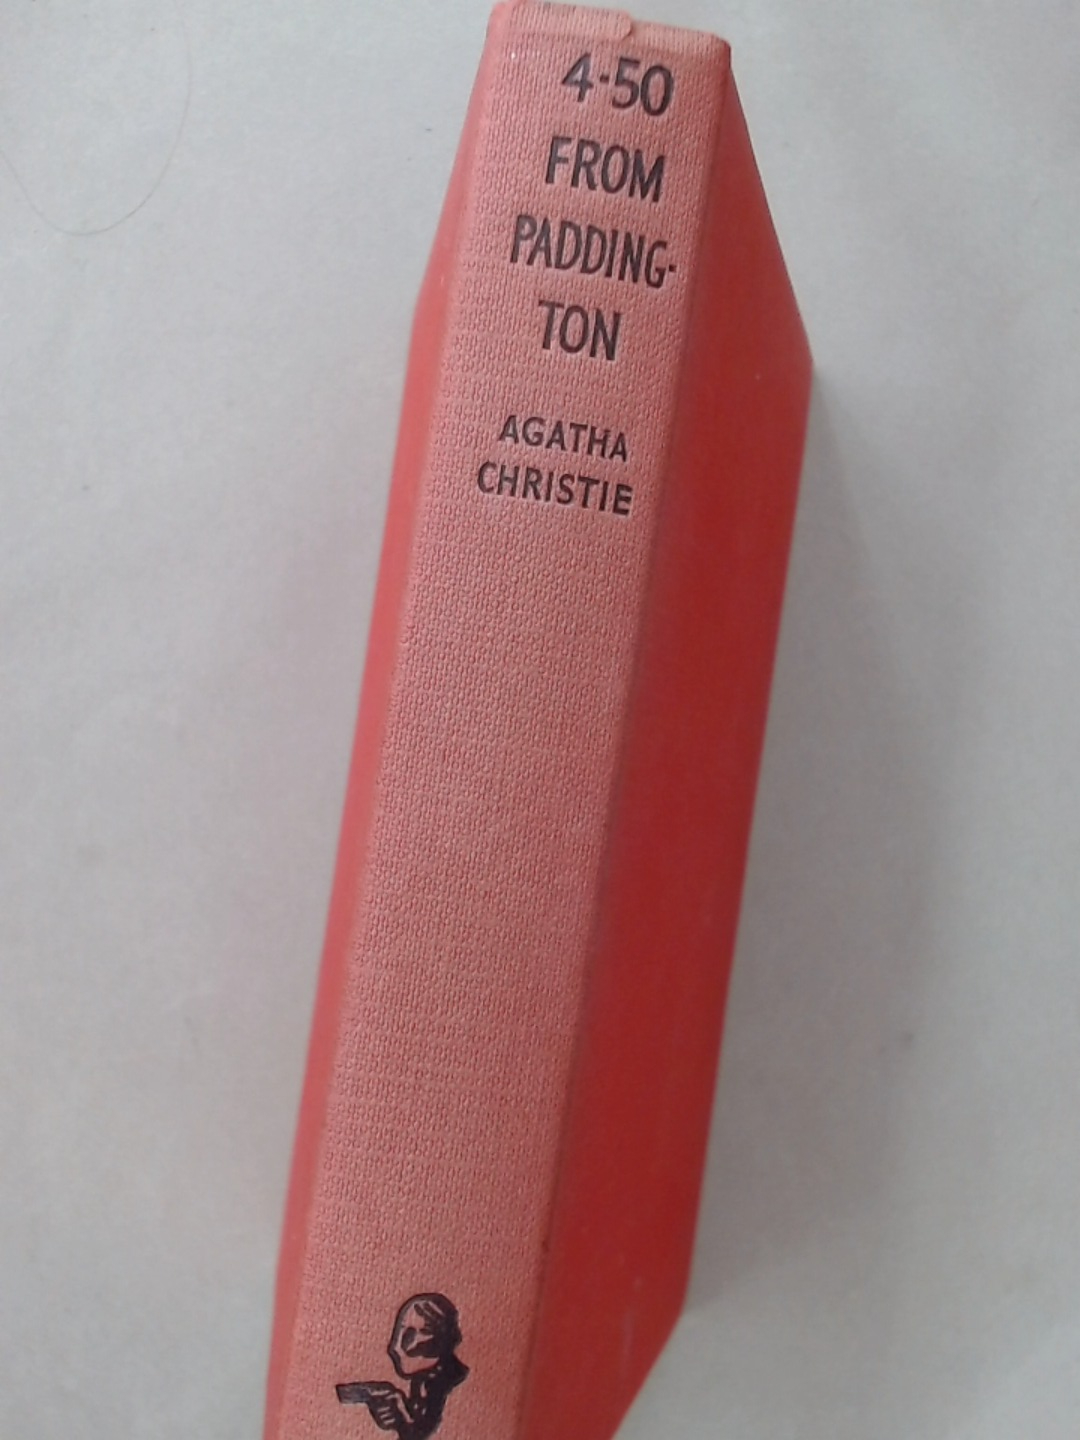 4·50
FROM
PADDING-
TON
AGATHA
CHRISTIE